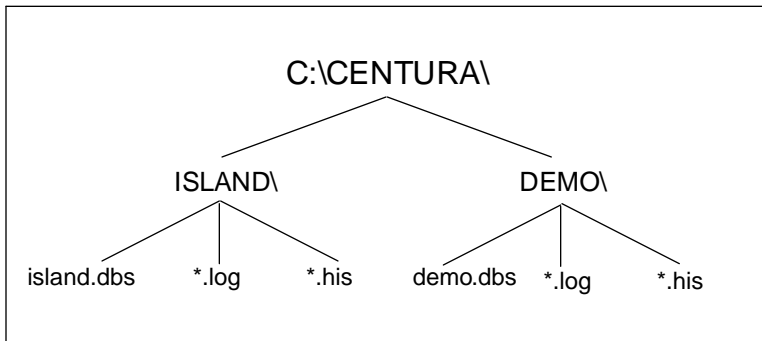 C:\CENTURA\
ISLAND\ DEMO\
island.dbs *.log *.his demo.dbs *.log *.his